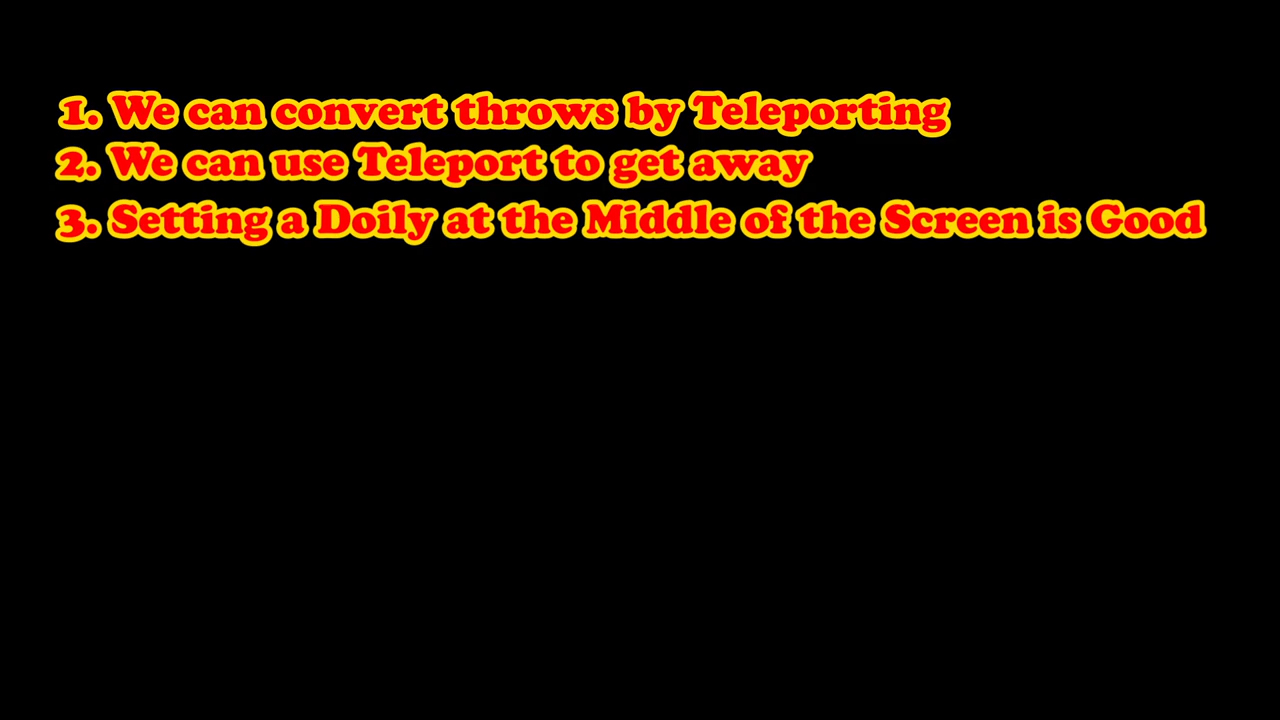 1. We can convert throws by Teleporting
2. We can use Teleport to get away
3. Setting a Doily at the Middle of the Screen is Good